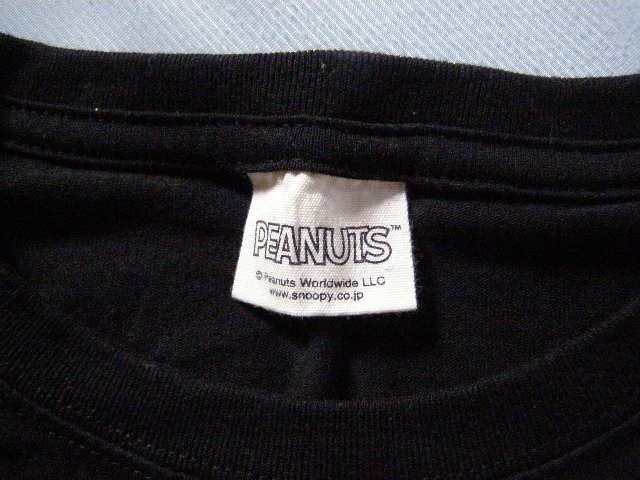 PEANUTS™
© Peanuts Worldwide LLC
www.snoopy.co.jp